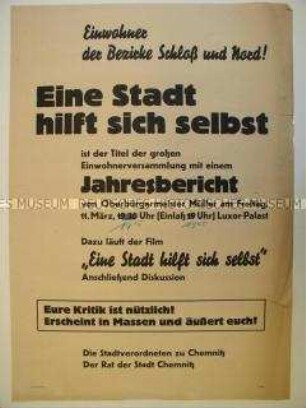 Einwohner
der Bezirke Schloß und Nord!
Eine Stadt
hilft sich selbst
ist der Titel der großen
Einwohnerversammlung mit einem
Jahresbericht
von Oberbürgermeister Müller am Freitag,
11. März, 19.30 Uhr (Einlaß 19 Uhr) Luxor-Palast
Dazu läuft der Film
„Eine Stadt hilft sich selbst"
Anschließend Diskussion
Eure Kritik ist nützlich!
Erscheint in Massen und äußert euch!
Die Stadtverordneten zu Chemnitz
Der Rat der Stadt Chemnitz